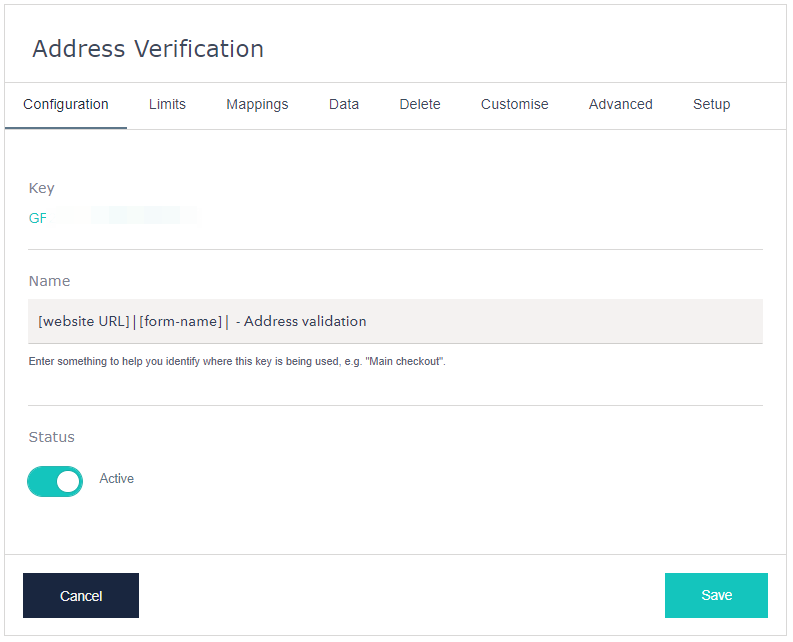 Address Verification
Configuration Limits Mappings Data Delete Customise Advanced Setup
Key
GF
Name
[website URL]|[form-name]| - Address validation
Enter something to help you identify where this key is being used, e.g. "Main checkout".
Status
Active
Cancel Save